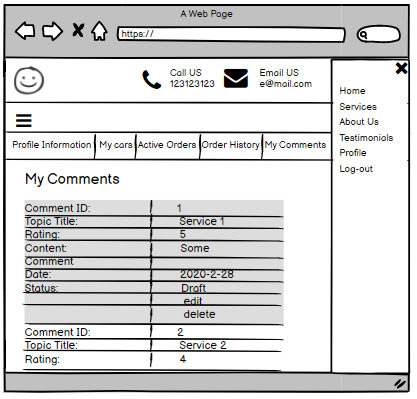 A Web Page
https://
Call US
123123123
Email US
e@mail.com
Profile Information My cars Active Orders Order History My Comments
Home
Services
About Us
Testimonials
Profile
Log-out
My Comments
Comment ID: 1
Topic Title: Service 1
Rating: 5
Content: Some
Comment
Date: 2020-2-28
Status: Draft
edit
delete
Comment ID: 2
Topic Title: Service 2
Rating: 4